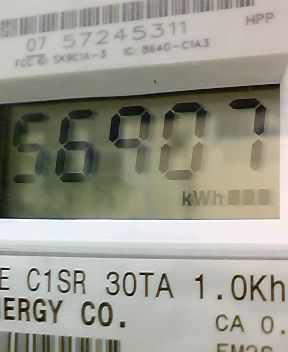 HPP
07 57245311
FCC ID: SK9C1A-3 IC: 864G-C1A3
56907
kWh
E C1SR 30TA 1.0Kh
NERGY CO.
CA 0.